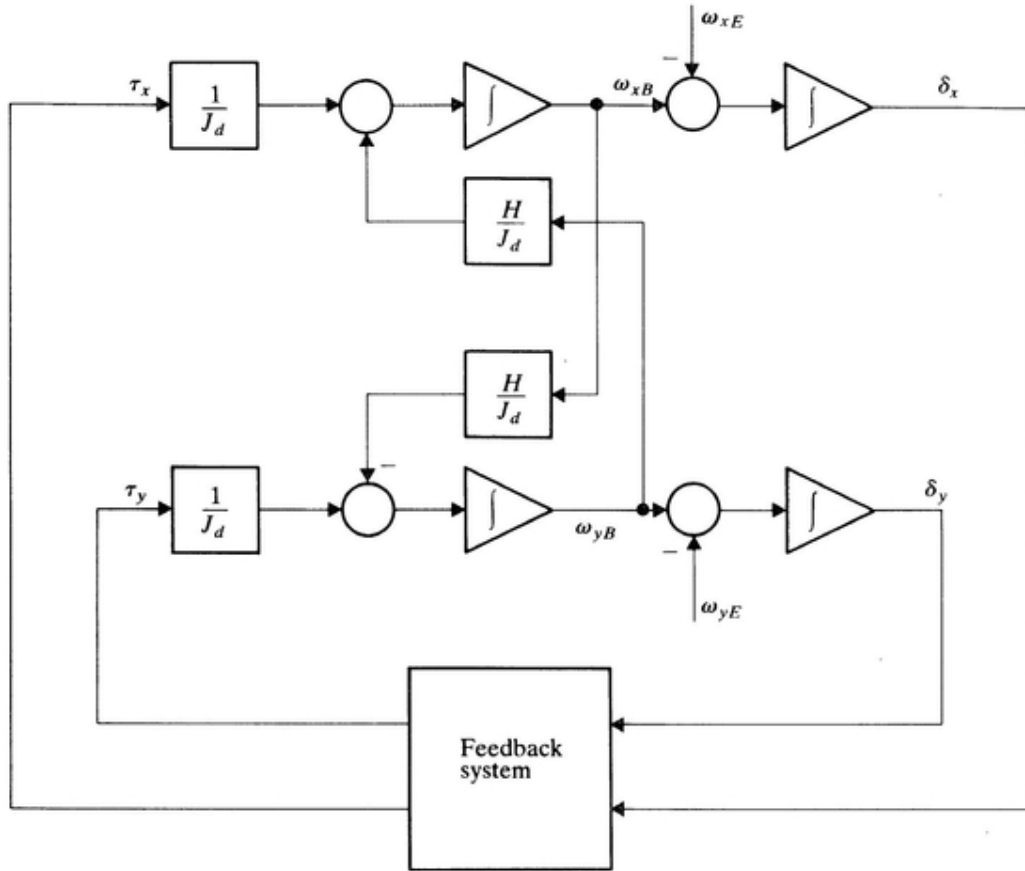 ω_xE
−
τ_x
1/J_d
∫
ω_xB
∫
δ_x
H/J_d
H/J_d
−
τ_y
1/J_d
∫
ω_yB
−
∫
δ_y
ω_yE
Feedback
system